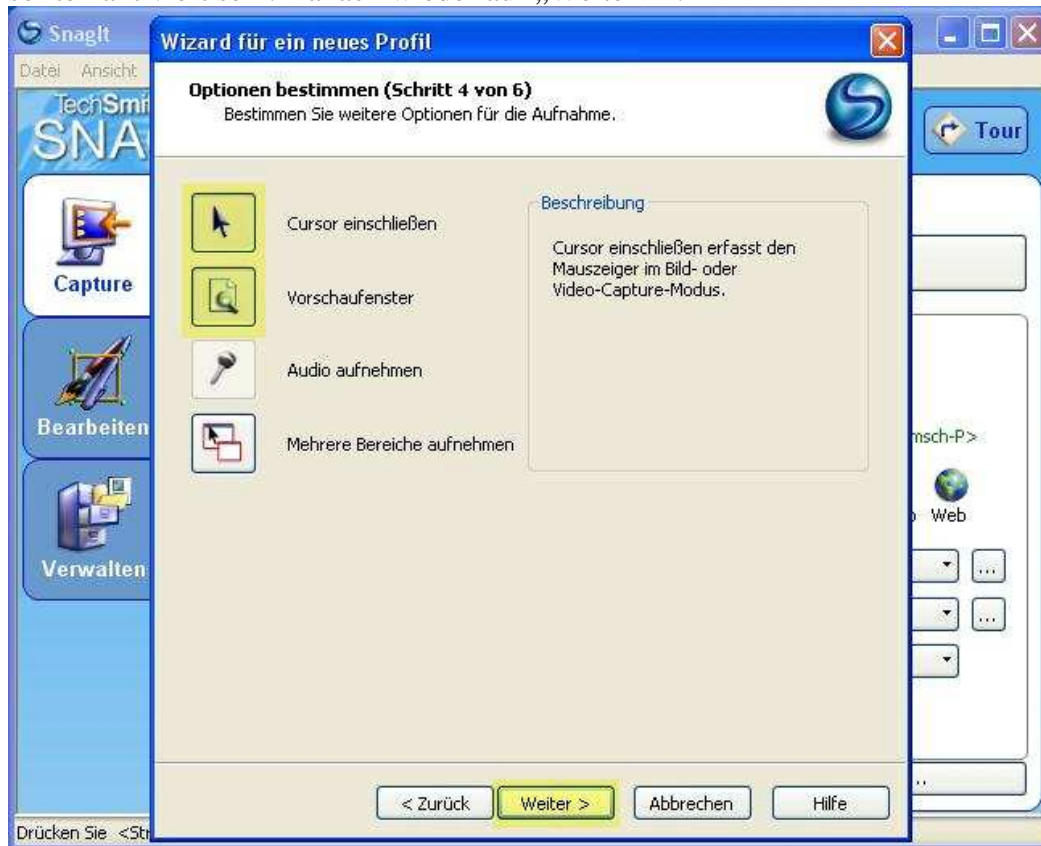 SnagIt
Wizard für ein neues Profil
Datei Ansicht
Optionen bestimmen (Schritt 4 von 6)
Bestimmen Sie weitere Optionen für die Aufnahme.
TechSmi
SNA
Tour
Cursor einschließen
Vorschaufenster
Audio aufnehmen
Mehrere Bereiche aufnehmen
Beschreibung
Cursor einschließen erfasst den
Mauszeiger im Bild- oder
Video-Capture-Modus.
Capture
Bearbeiten
Verwalten
msch-P>
Web
...
...
< Zurück
Weiter >
Abbrechen
Hilfe
Drücken Sie <Str